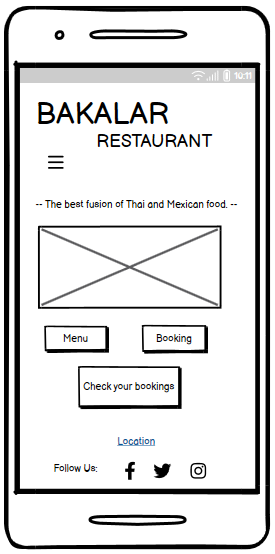 10:11
BAKALAR
RESTAURANT
-- The best fusion of Thai and Mexican food. --
Menu
Booking
Check your bookings
Location
Follow Us: